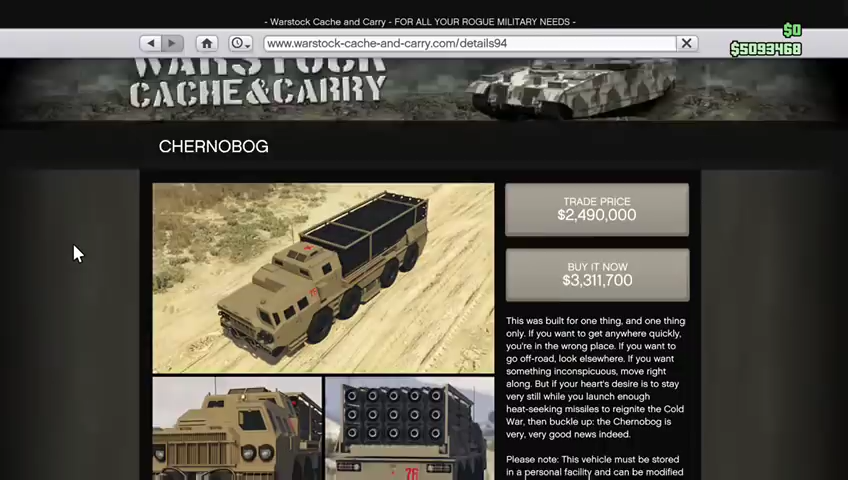 - Warstock Cache and Carry - FOR ALL YOUR ROGUE MILITARY NEEDS -
$0
www.warstock-cache-and-carry.com/details94
$5093468
WARSTOCK
CACHE&CARRY
CHERNOBOG
TRADE PRICE
$2,490,000
BUY IT NOW
$3,311,700
This was built for one thing, and one thing
only. If you want to get anywhere quickly,
you're in the wrong place. If you want to
go off-road, look elsewhere. If you want
something inconspicuous, move right
along. But if your heart's desire is to stay
very still while you launch enough
heat-seeking missiles to reignite the Cold
War, then buckle up: the Chernobog is
very, very good news indeed.
Please note: This vehicle must be stored
in a personal facility and can be modified
76
76